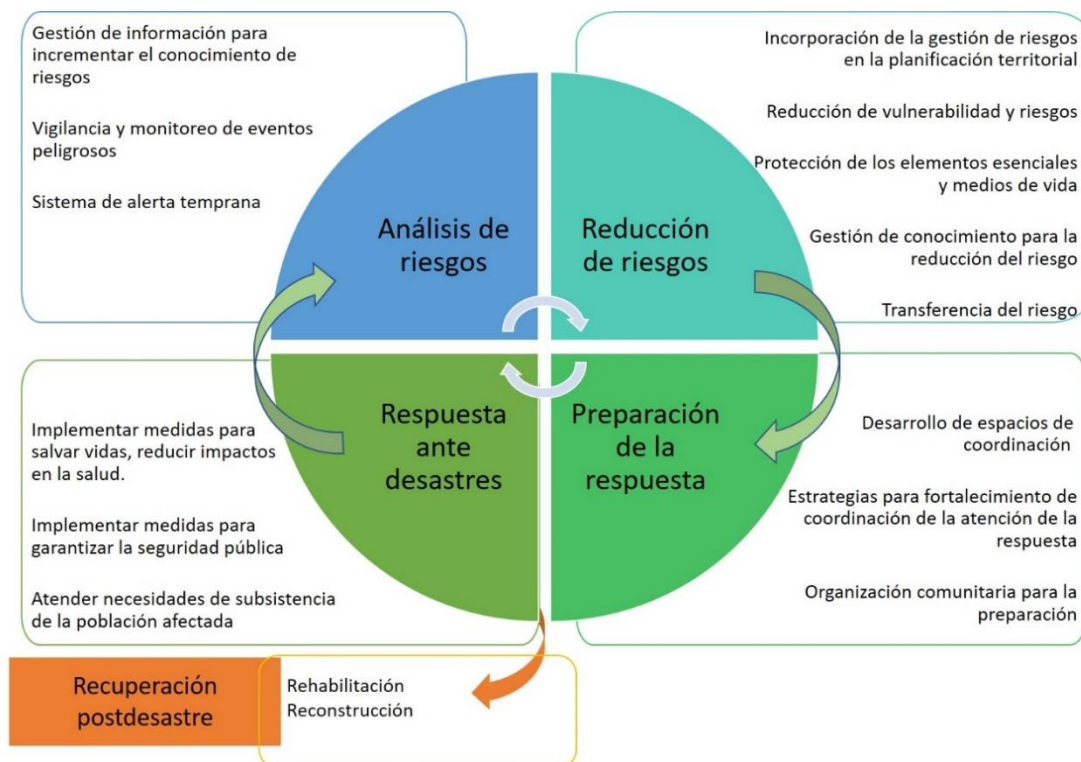 Gestión de información para
incrementar el conocimiento de
riesgos
Vigilancia y monitoreo de eventos
peligrosos
Sistema de alerta temprana
Análisis de
riesgos
Incorporación de la gestión de riesgos
en la planificación territorial
Reducción de vulnerabilidad y riesgos
Protección de los elementos esenciales
y medios de vida
Gestión de conocimiento para la
reducción del riesgo
Transferencia del riesgo
Reducción
de riesgos
Implementar medidas para
salvar vidas, reducir impactos
en la salud.
Implementar medidas para
garantizar la seguridad pública
Atender necesidades de subsistencia
de la población afectada
Respuesta
ante
desastres
Preparación
de la
respuesta
Desarrollo de espacios de
coordinación
Estrategias para fortalecimiento de
coordinación de la atención de la
respuesta
Organización comunitaria para la
preparación
Recuperación
postdesastre
Rehabilitación
Reconstrucción